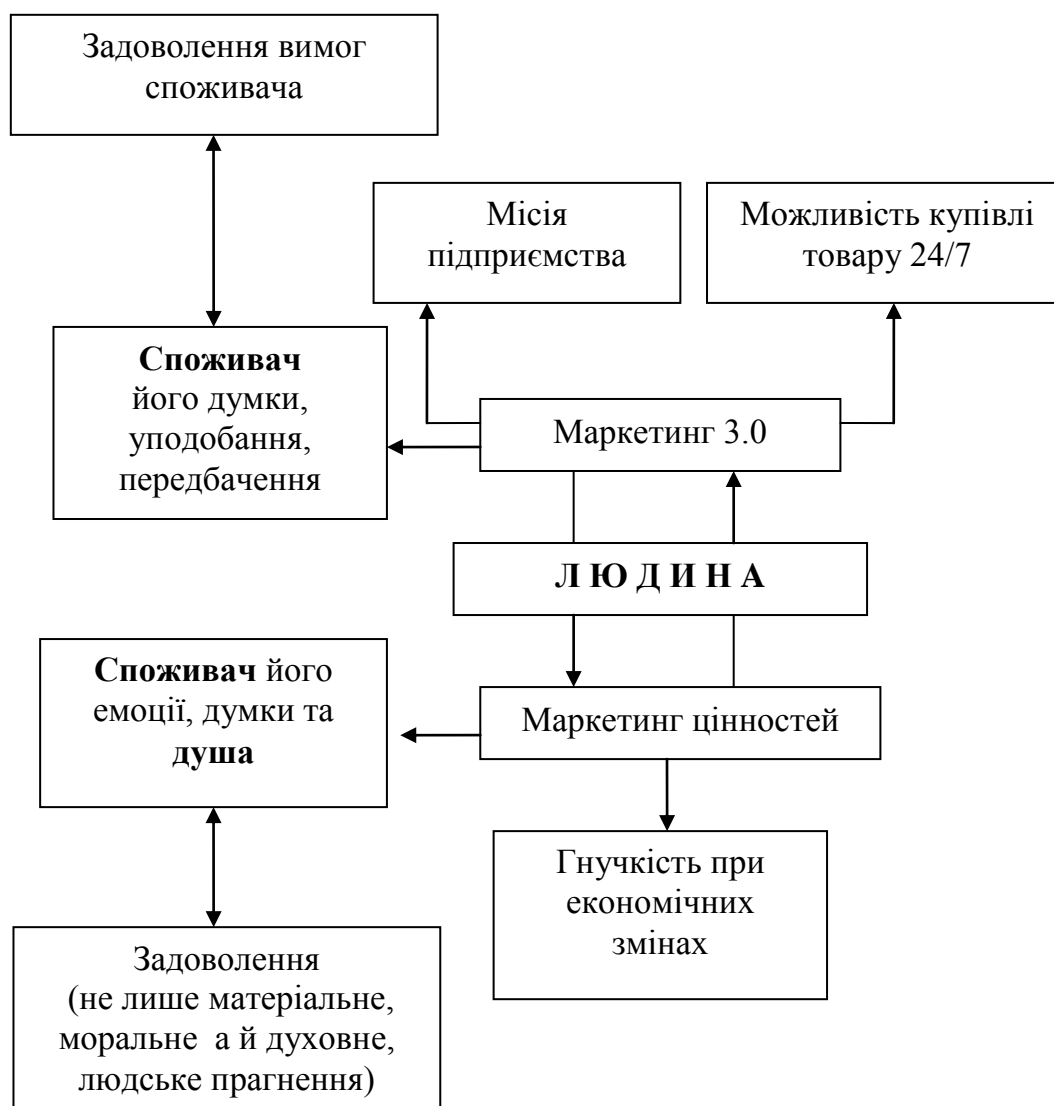 Задоволення вимог
споживача
Місія
підприємства
Можливість купівлі
товару 24/7
Споживач
його думки,
уподобання,
передбачення
Маркетинг 3.0
Л Ю Д И Н А
Споживач його
емоції, думки та
душа
Маркетинг цінностей
Гнучкість при
економічних
змінах
Задоволення
(не лише матеріальне,
моральне а й духовне,
людське прагнення)